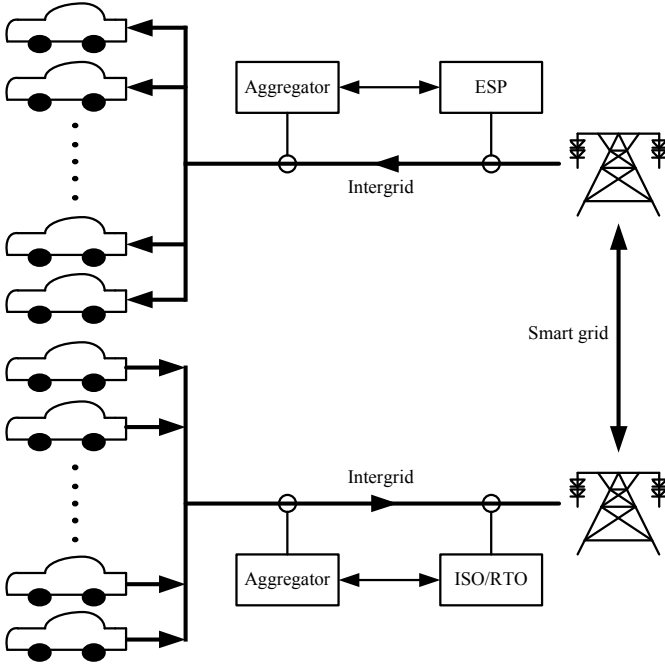 Aggregator
ESP
Intergrid
Smart grid
Intergrid
Aggregator
ISO/RTO